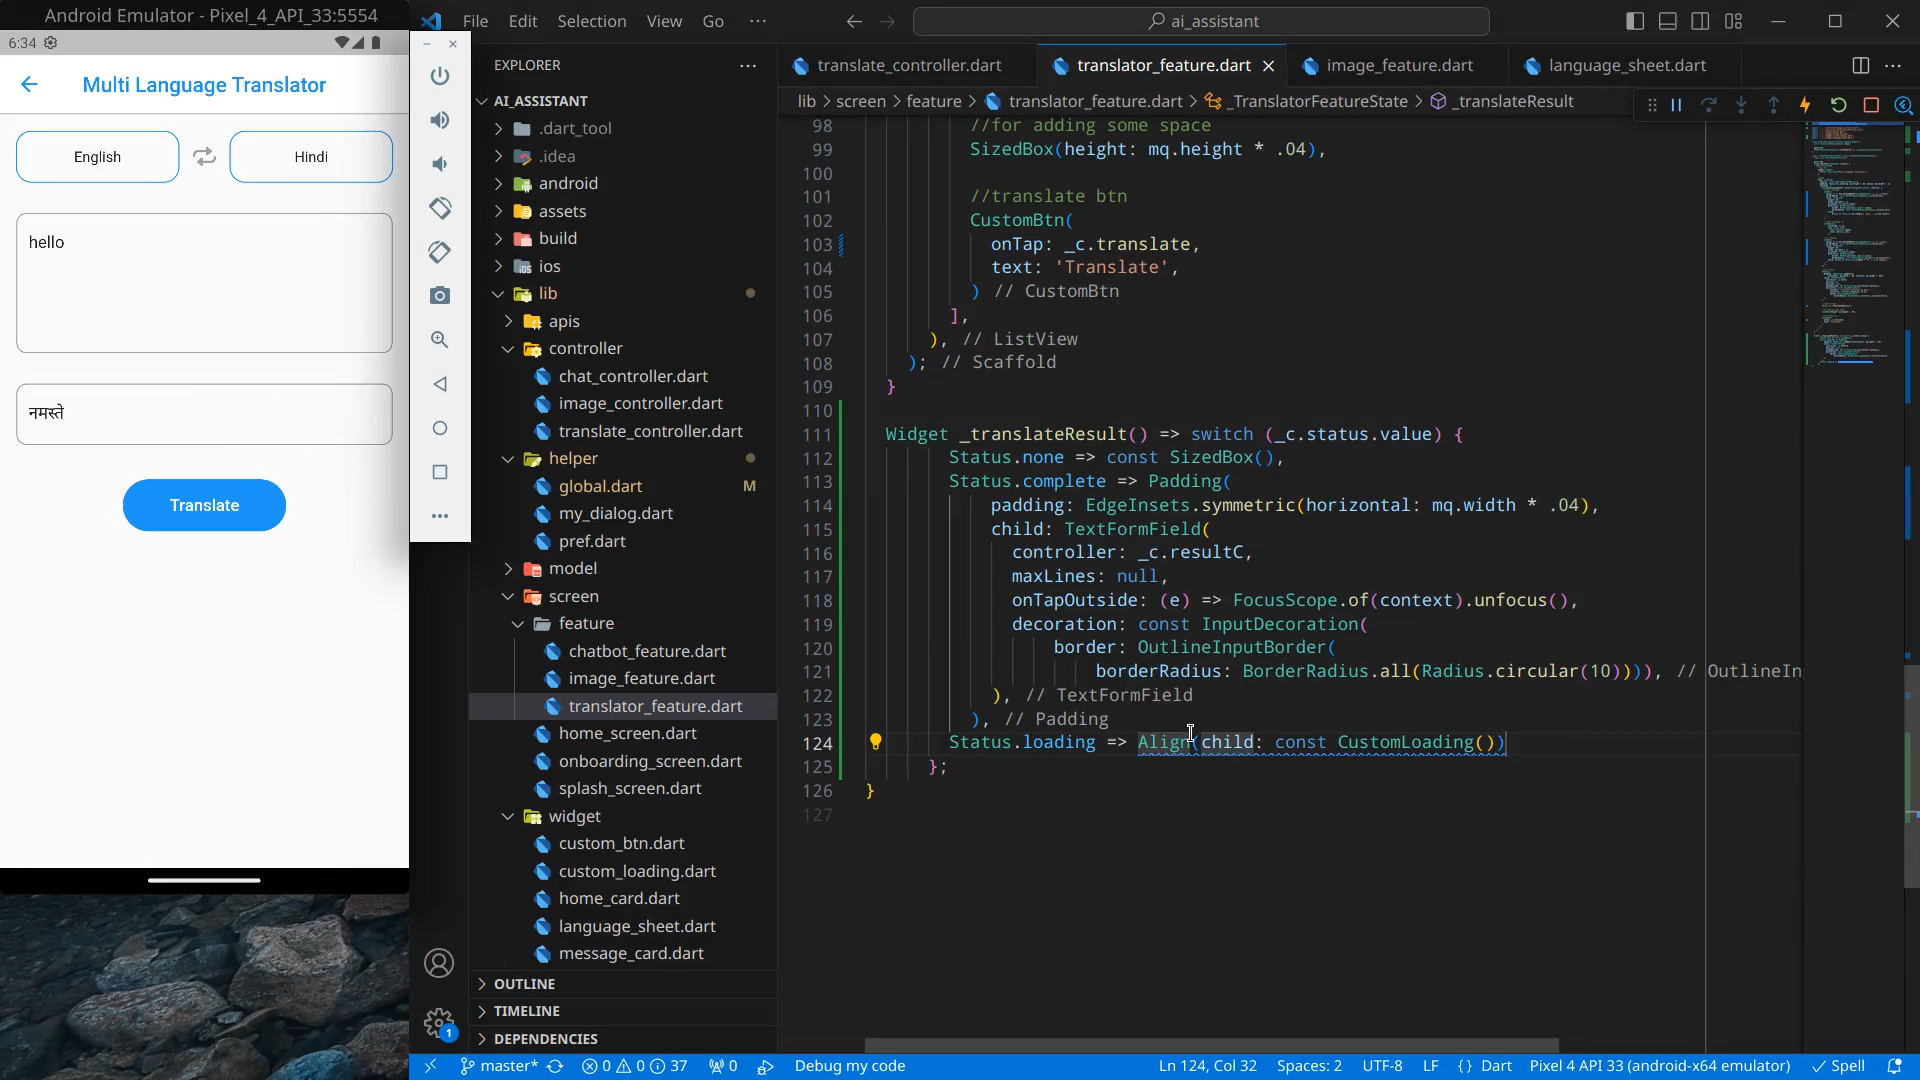 Android Emulator - Pixel_4_API_33:5554
6:34
Multi Language Translator
English
Hindi
hello
नमस्ते
Translate
File Edit Selection View Go ···
ai_assistant
EXPLORER
AI_ASSISTANT
.dart_tool
.idea
android
assets
build
ios
lib
apis
controller
chat_controller.dart
image_controller.dart
translate_controller.dart
helper
global.dart M
my_dialog.dart
pref.dart
model
screen
feature
chatbot_feature.dart
image_feature.dart
translator_feature.dart
home_screen.dart
onboarding_screen.dart
splash_screen.dart
widget
custom_btn.dart
custom_loading.dart
home_card.dart
language_sheet.dart
message_card.dart
OUTLINE
TIMELINE
DEPENDENCIES
1
translate_controller.dart translator_feature.dart image_feature.dart language_sheet.dart
lib > screen > feature > translator_feature.dart > _TranslatorFeatureState > _translateResult
98 //for adding some space
99 SizedBox(height: mq.height * .04),
100
101 //translate btn
102 CustomBtn(
103 onTap: _c.translate,
104 text: 'Translate',
105 ) // CustomBtn
106 ],
107 ), // ListView
108 ); // Scaffold
109 }
110
111 Widget _translateResult() => switch (_c.status.value) {
112 Status.none => const SizedBox(),
113 Status.complete => Padding(
114 padding: EdgeInsets.symmetric(horizontal: mq.width * .04),
115 child: TextFormField(
116 controller: _c.resultC,
117 maxLines: null,
118 onTapOutside: (e) => FocusScope.of(context).unfocus(),
119 decoration: const InputDecoration(
120 border: OutlineInputBorder(
121 borderRadius: BorderRadius.all(Radius.circular(10)))), // OutlineIn
122 ), // TextFormField
123 ), // Padding
124 Status.loading => Align(child: const CustomLoading())
125 };
126 }
127
master* 0 0 37 0 Debug my code Ln 124, Col 32 Spaces: 2 UTF-8 LF { } Dart Pixel 4 API 33 (android-x64 emulator) Spell